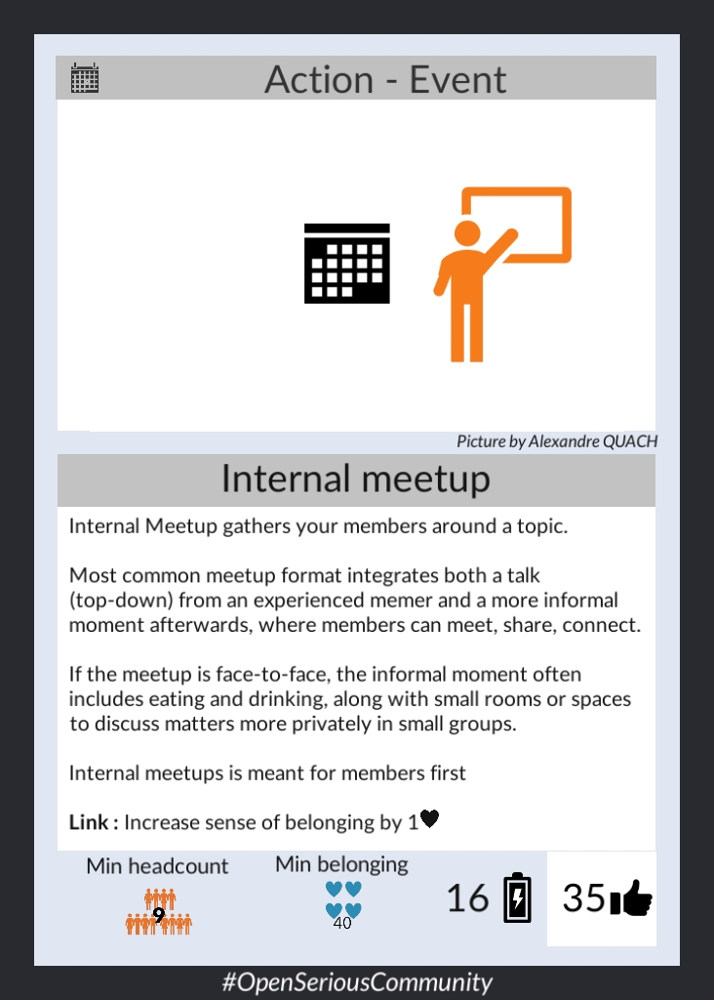 Action - Event
Picture by Alexandre QUACH
Internal meetup
Internal Meetup gathers your members around a topic.
Most common meetup format integrates both a talk
(top-down) from an experienced memer and a more informal
moment afterwards, where members can meet, share, connect.
If the meetup is face-to-face, the informal moment often
includes eating and drinking, along with small rooms or spaces
to discuss matters more privately in small groups.
Internal meetups is meant for members first
Link : Increase sense of belonging by 1
Min headcount
9
Min belonging
40
16
35
#OpenSeriousCommunity